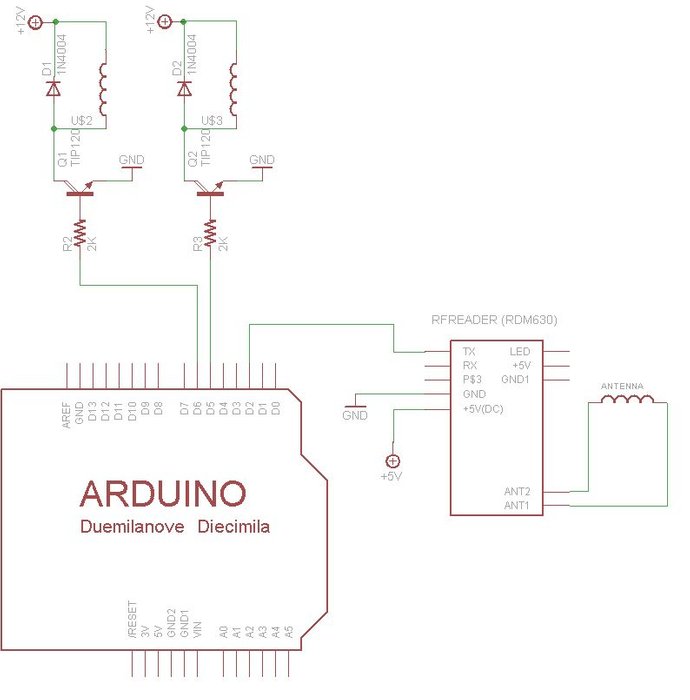 +12V
D1
1N4004
U$2
Q1
TIP120
GND
R2
2K
+12V
D2
1N4004
U$3
Q2
TIP120
GND
R3
2K
RFREADER (RDM630)
TX
RX
P$3
GND
+5V(DC)
LED
+5V
GND1
ANT2
ANT1
ANTENNA
GND
+5V
AREF
GND
D13
D12
D11
D10
D9
D8
D7
D6
D5
D4
D3
D2
D1
D0
ARDUINO
Duemilanove Diecimila
/RESET
3V
5V
GND2
GND1
VIN
A0
A1
A2
A3
A4
A5